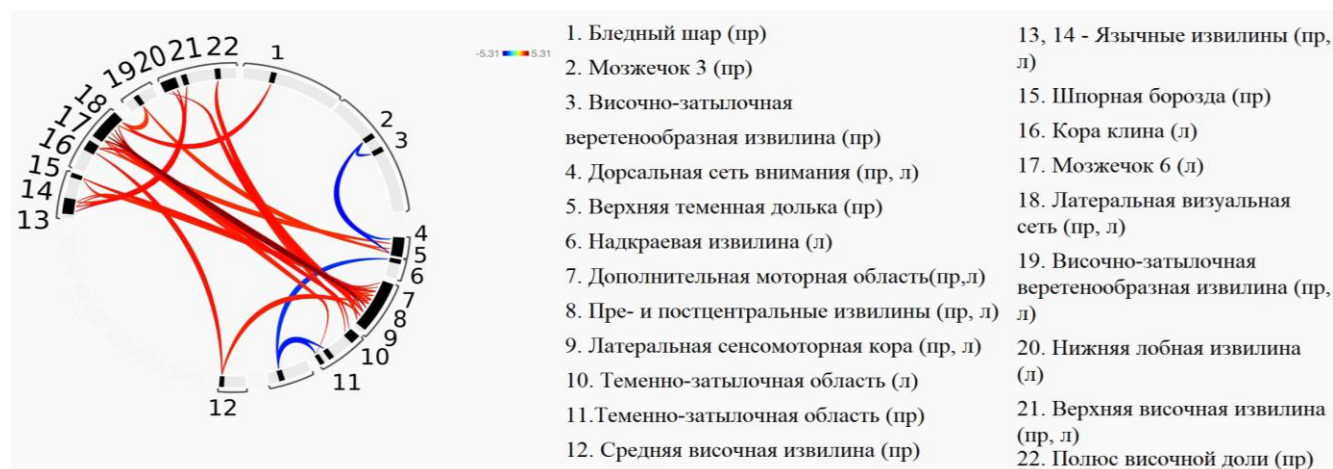 22
21
20
19
18
17
16
15
14
13
1
2
3
4
5
6
7
8
9
10
11
12
-5.31 5.31
1. Бледный шар (пр)
2. Мозжечок 3 (пр)
3. Височно-затылочная
веретенообразная извилина (пр)
4. Дорсальная сеть внимания (пр, л)
5. Верхняя теменная долька (пр)
6. Надкраевая извилина (л)
7. Дополнительная моторная область(пр,л)
8. Пре- и постцентральные извилины (пр, л)
9. Латеральная сенсомоторная кора (пр, л)
10. Теменно-затылочная область (л)
11.Теменно-затылочная область (пр)
12. Средняя височная извилина (пр)
13, 14 - Язычные извилины (пр,
л)
15. Шпорная борозда (пр)
16. Кора клина (л)
17. Мозжечок 6 (л)
18. Латеральная визуальная
сеть (пр, л)
19. Височно-затылочная
веретенообразная извилина (пр,
л)
20. Нижняя лобная извилина
(л)
21. Верхняя височная извилина
(пр, л)
22. Полюс височной доли (пр)